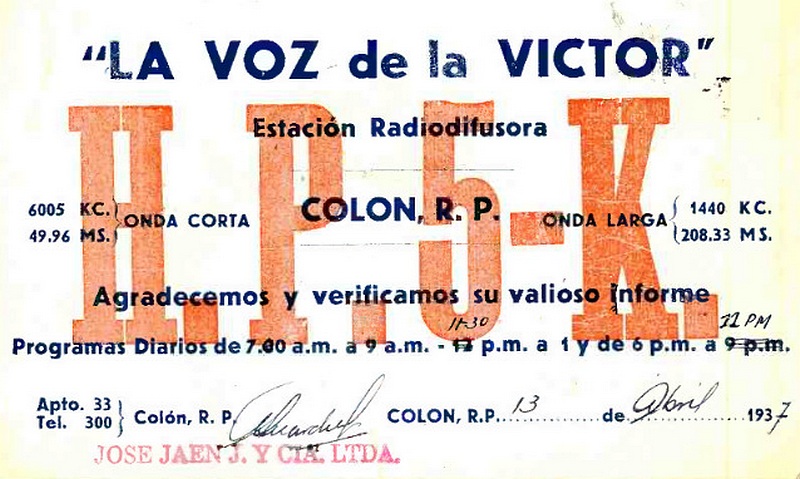 "LA VOZ de la VICTOR"
H.P.5-K.
Estación Radiodifusora
COLON, R. P.
6005 KC.
49.96 MS.
ONDA CORTA
ONDA LARGA
1440 KC.
208.33 MS.
Agradecemos y verificamos su valioso informe
11-30
12 PM
Programas Diarios de 7.00 a.m. a 9 a.m. - 12 p.m. a 1 y de 6 p.m. a 9 p.m.
Apto. 33
Tel. 300
Colón, R. P.
COLON, R.P. 13 de Abril 1937
JOSE JAEN J. Y CIA. LTDA.